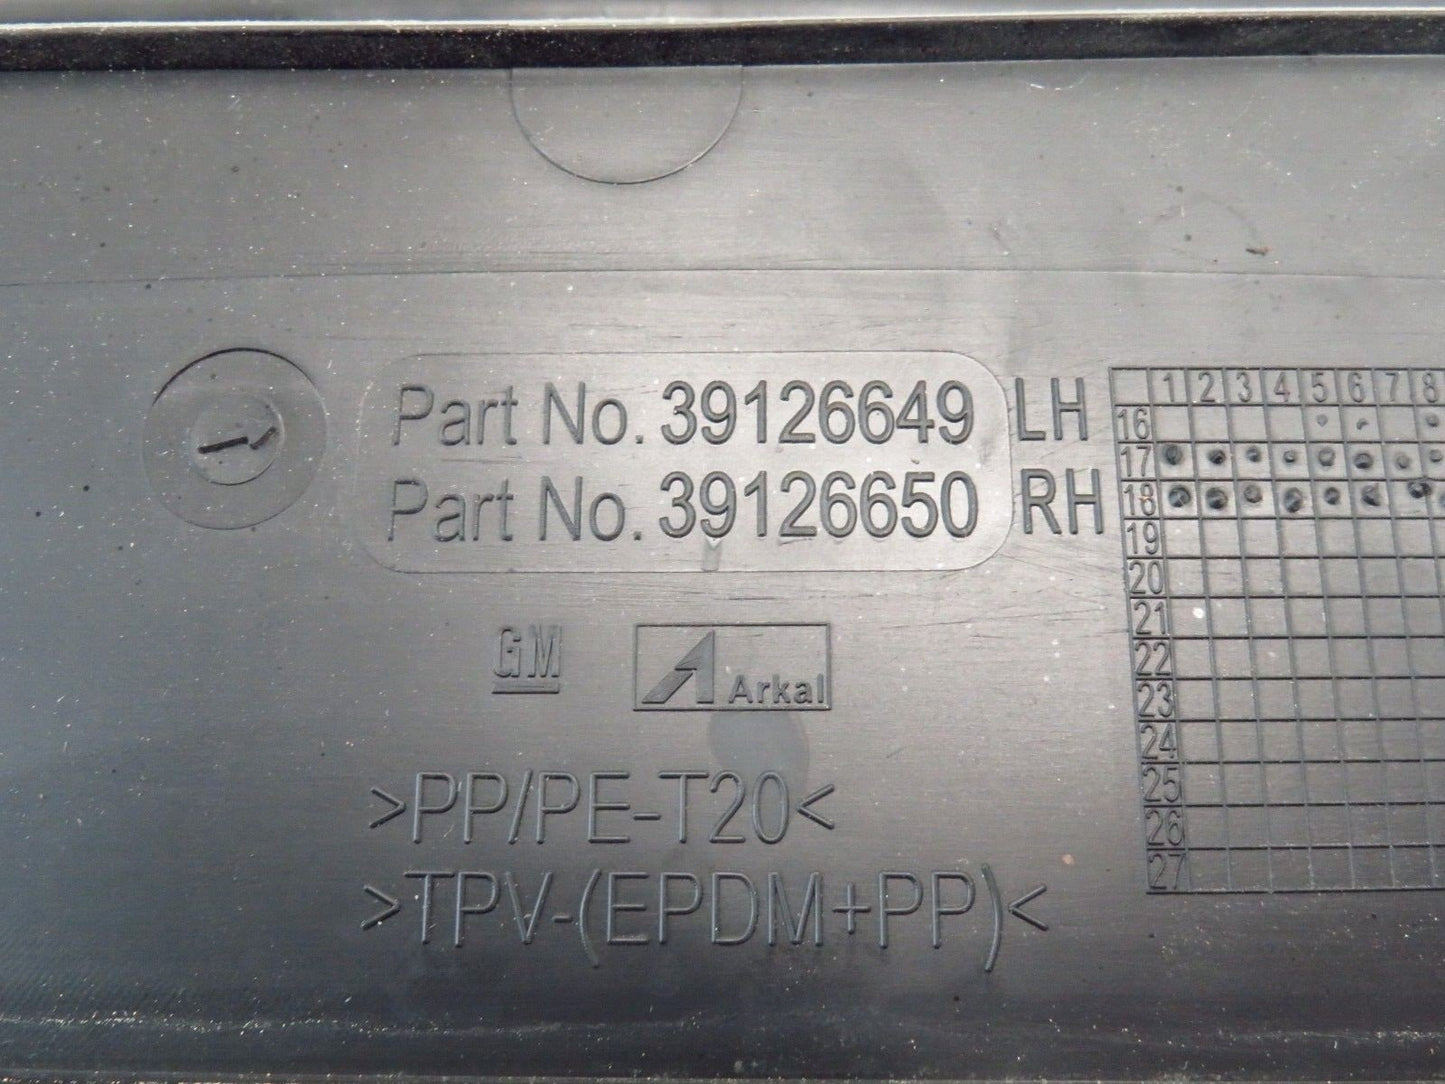 Part No. 39126649 LH
Part No. 39126650 RH
GM Arkal
>PP/PE-T20<
>TPV-(EPDM+PP)<
1 2 3 4 5 6 7 8
16
17
18
19
20
21
22
23
24
25
26
27